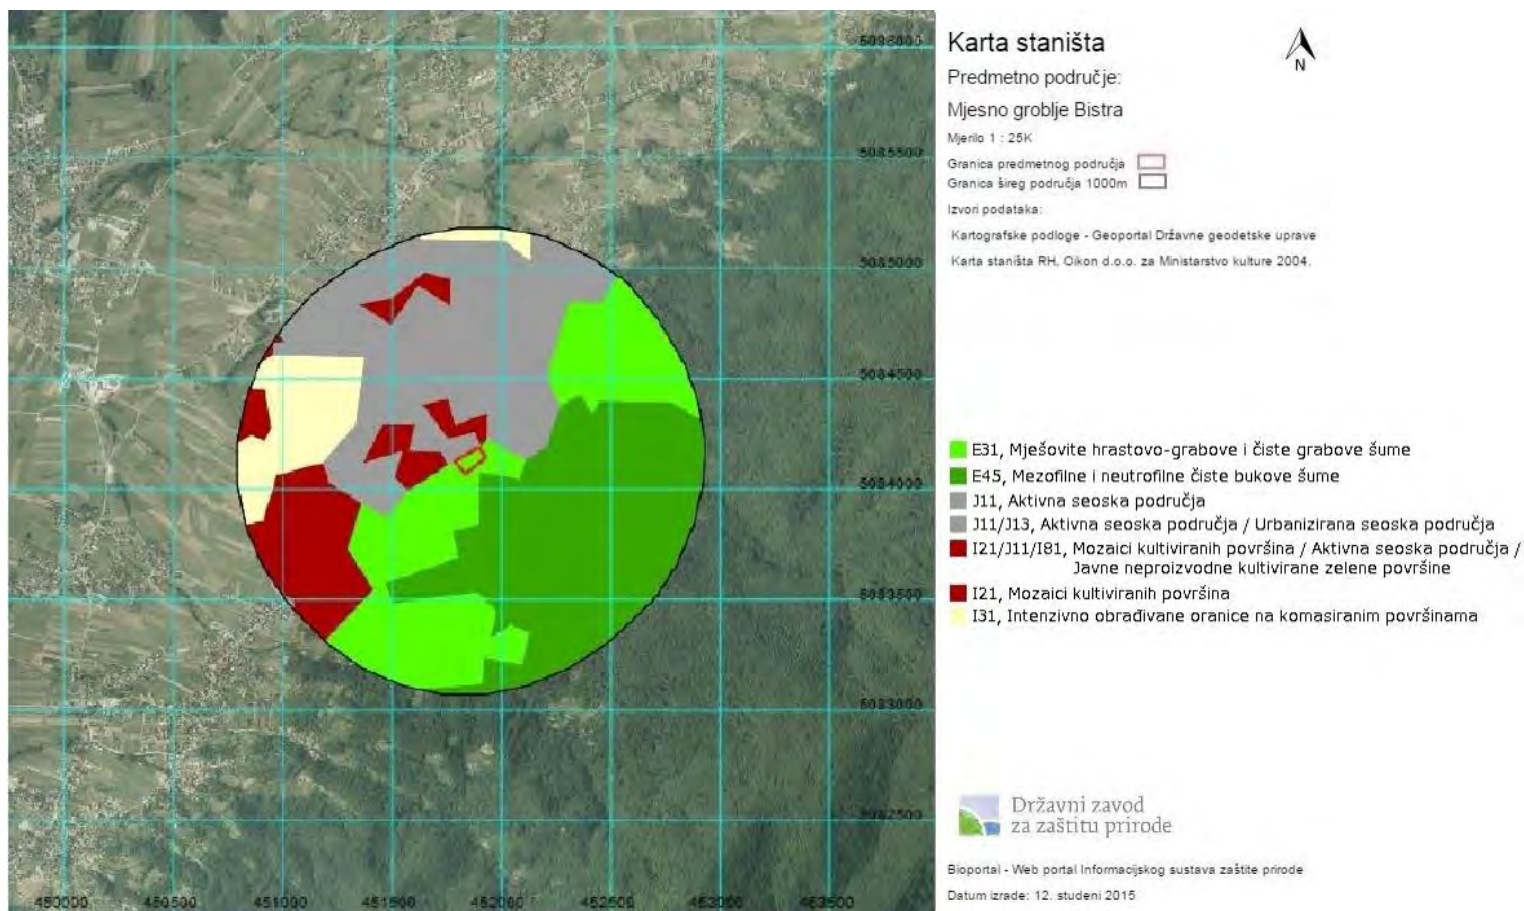 Karta staništa
N
Predmetno područje:
Mjesno groblje Bistra
Mjerilo 1 : 25K
Granica predmetnog područja
Granica šireg područja 1000m
Izvori podataka:
Kartografske podloge - Geoportal Državne geodetske uprave
Karta staništa RH, Oikon d.o.o. za Ministarstvo kulture 2004.
5086000
5085500
5085000
5084500
5084000
5083500
5083000
5082500
E31, Mješovite hrastovo-grabove i čiste grabove šume
E45, Mezofilne i neutrofilne čiste bukove šume
J11, Aktivna seoska područja
J11/J13, Aktivna seoska područja / Urbanizirana seoska područja
I21/J11/I81, Mozaici kultiviranih površina / Aktivna seoska područja /
Javne neproizvodne kultivirane zelene površine
I21, Mozaici kultiviranih površina
I31, Intenzivno obrađivane oranice na komasiranim površinama
Državni zavod
za zaštitu prirode
Bioportal - Web portal Informacijskog sustava zaštite prirode
Datum izrade: 12. studeni 2015
450000 450500 451000 451500 452000 452500 453000 453500